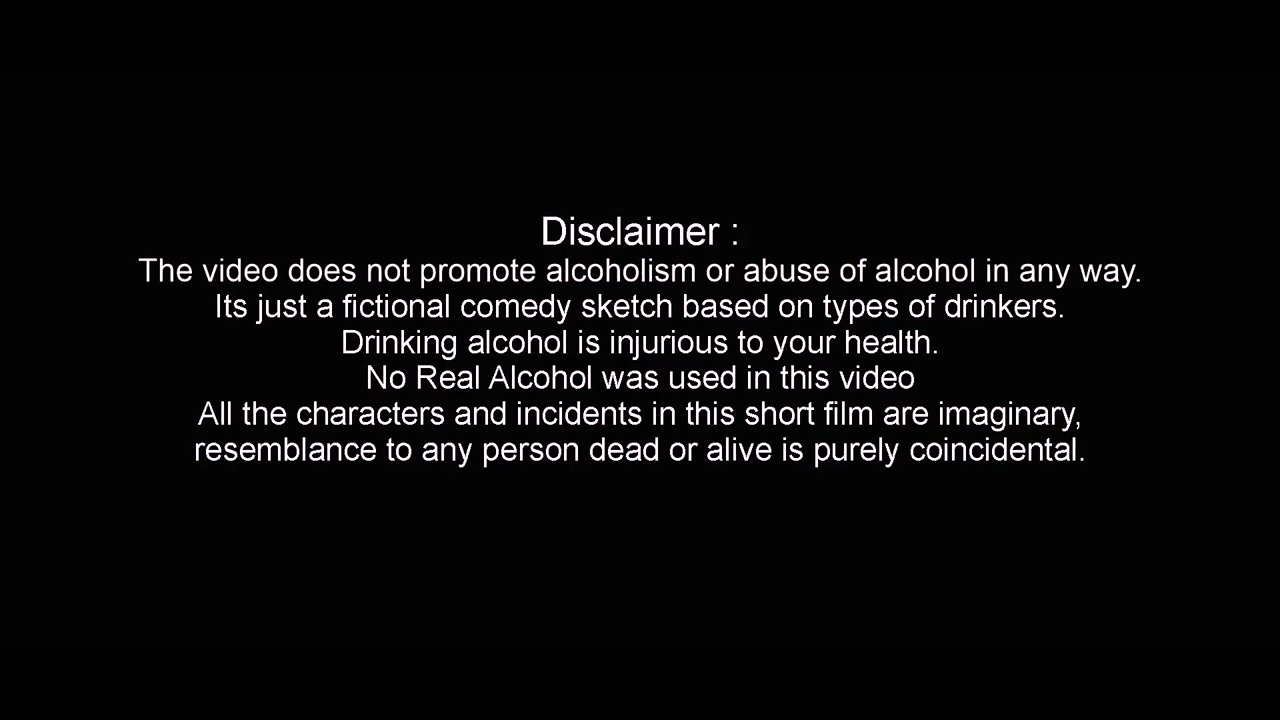 Disclaimer :
The video does not promote alcoholism or abuse of alcohol in any way.
Its just a fictional comedy sketch based on types of drinkers.
Drinking alcohol is injurious to your health.
No Real Alcohol was used in this video
All the characters and incidents in this short film are imaginary,
resemblance to any person dead or alive is purely coincidental.